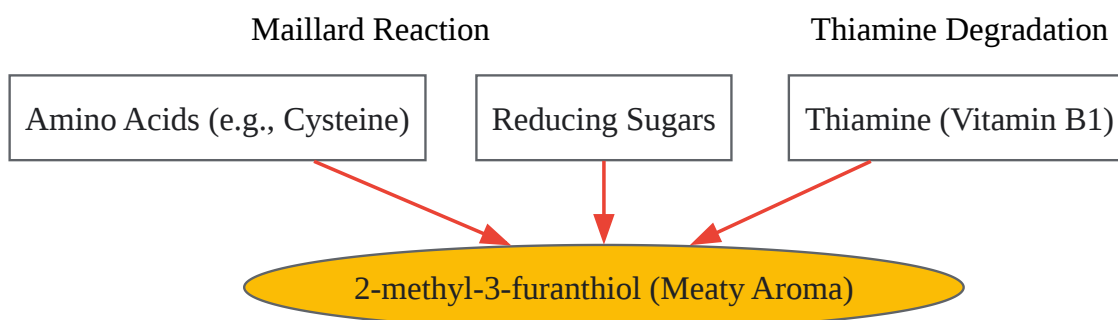 Maillard Reaction
Thiamine Degradation
Amino Acids (e.g., Cysteine)
Reducing Sugars
Thiamine (Vitamin B1)
2-methyl-3-furanthiol (Meaty Aroma)